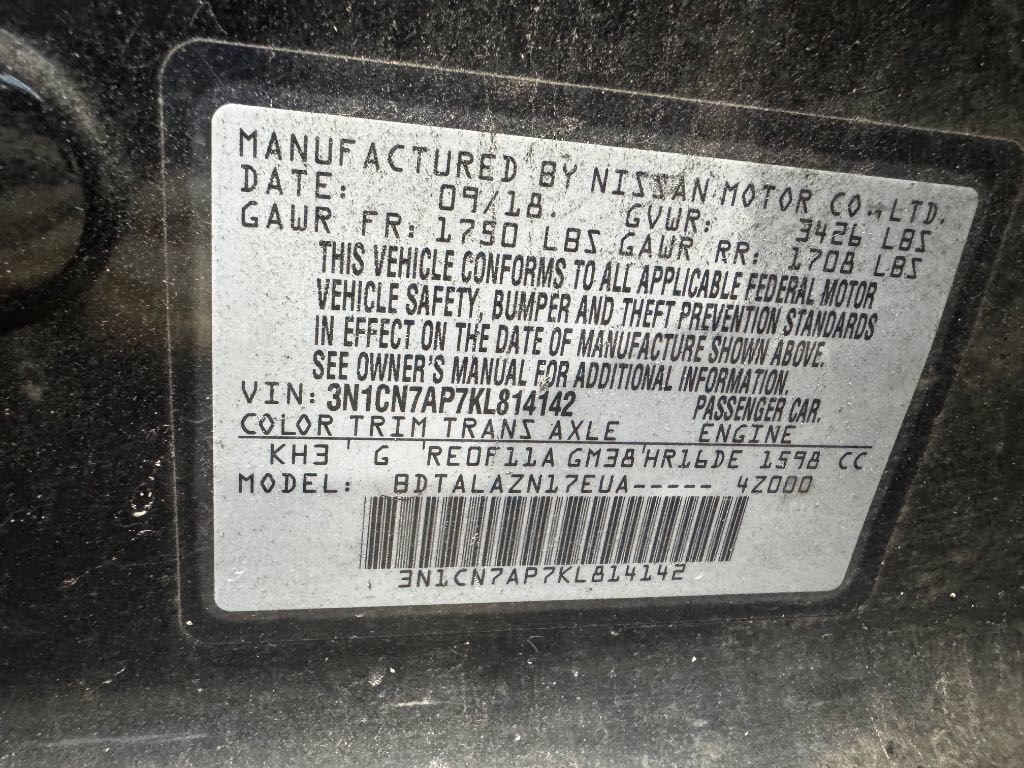 MANUFACTURED BY NISSAN MOTOR CO., LTD.
DATE: 09/18. GVWR: 3426 LBS
GAWR FR: 1750 LBS GAWR RR: 1708 LBS
THIS VEHICLE CONFORMS TO ALL APPLICABLE FEDERAL MOTOR
VEHICLE SAFETY, BUMPER AND THEFT PREVENTION STANDARDS
IN EFFECT ON THE DATE OF MANUFACTURE SHOWN ABOVE.
SEE OWNER'S MANUAL FOR ADDITIONAL INFORMATION.
VIN: 3N1CN7AP7KL814142 PASSENGER CAR.
COLOR TRIM TRANS AXLE ENGINE
KH3 G RE0F11A GM38 HR16DE 1598 CC
MODEL: BDTALAZN17EUA----- 4Z000
3N1CN7AP7KL814142